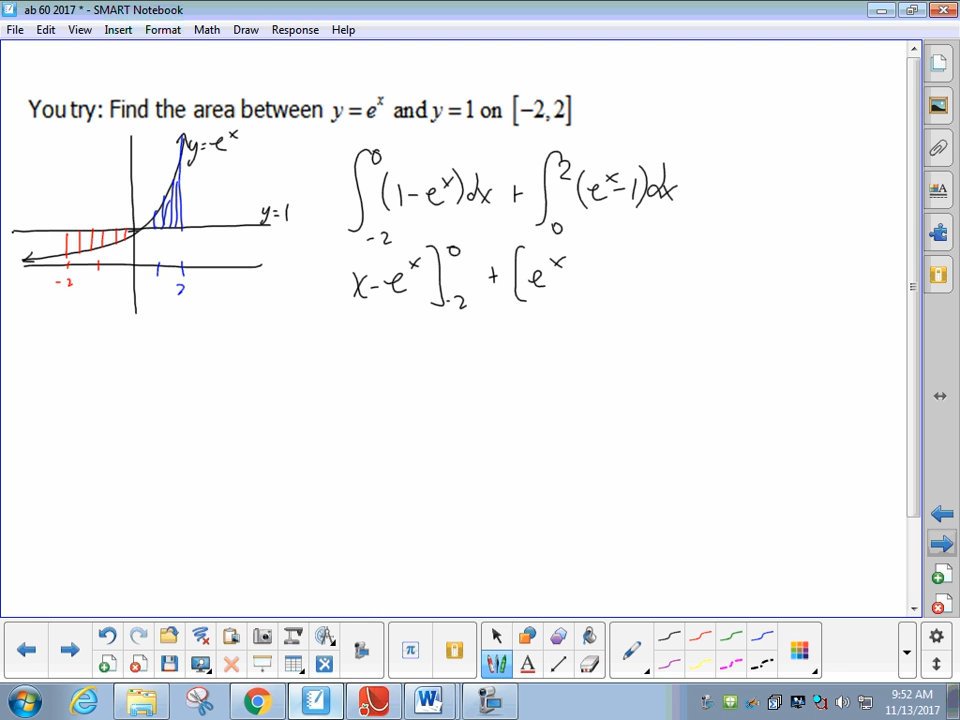 ab 60 2017 * - SMART Notebook
File Edit View Insert Format Math Draw Response Help
You try: Find the area between y = e^x and y = 1 on [−2, 2]
y=e^x
y=1
-2
2
∫_{-2}^{0} (1-e^x)dx + ∫_{0}^{2} (e^x-1)dx
x-e^x]_{-2}^{0} + [e^x
π
A
W
9:52 AM
11/13/2017